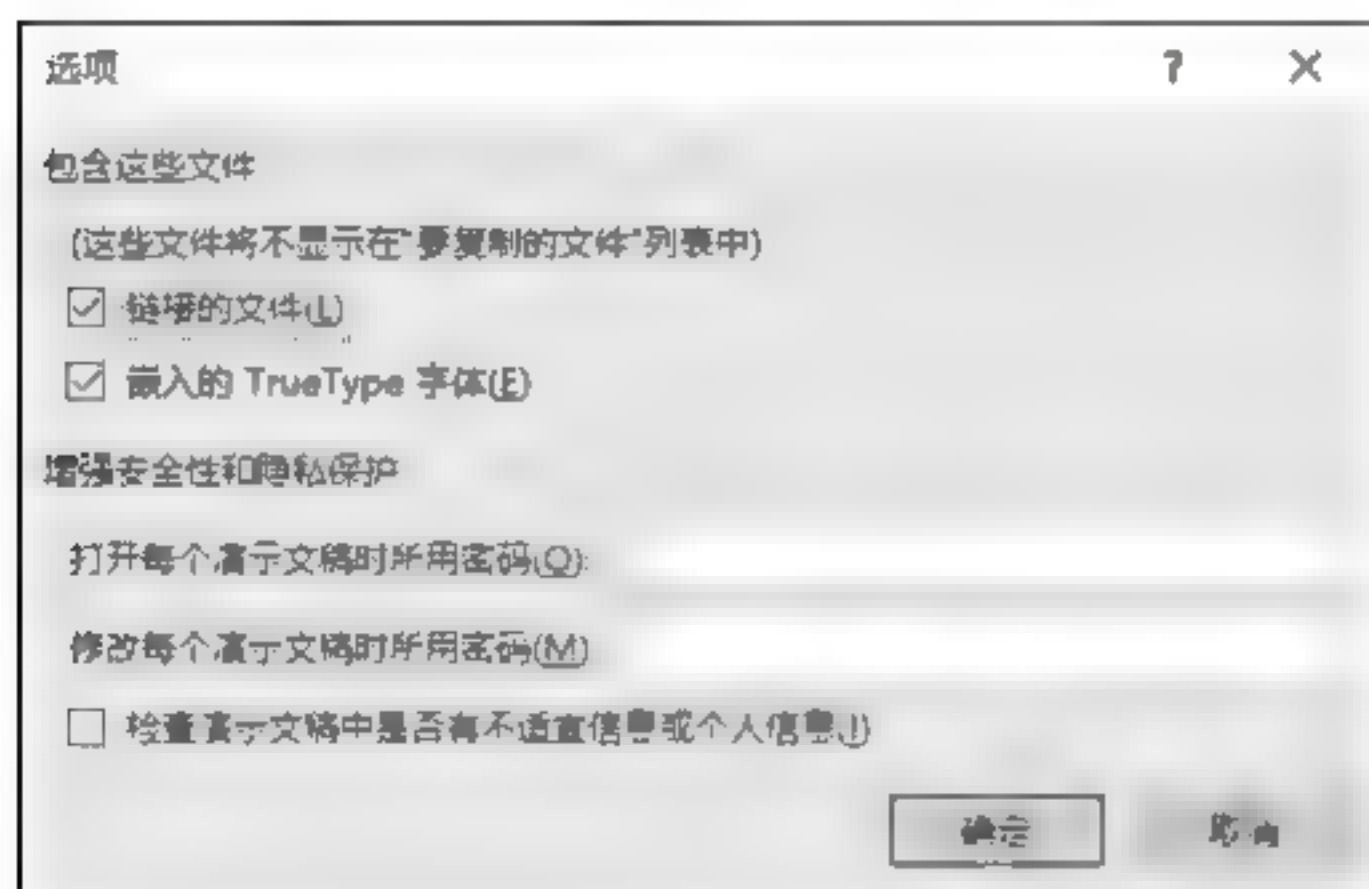 选项
?
×
包含这些文件
(这些文件将不显示在"要复制的文件"列表中)
链接的文件(L)
嵌入的 TrueType 字体(E)
增强安全性和隐私保护
打开每个演示文稿时所用密码(O):
修改每个演示文稿时所用密码(M)
检查演示文稿中是否有不适宜信息或个人信息(I)
确定
取消